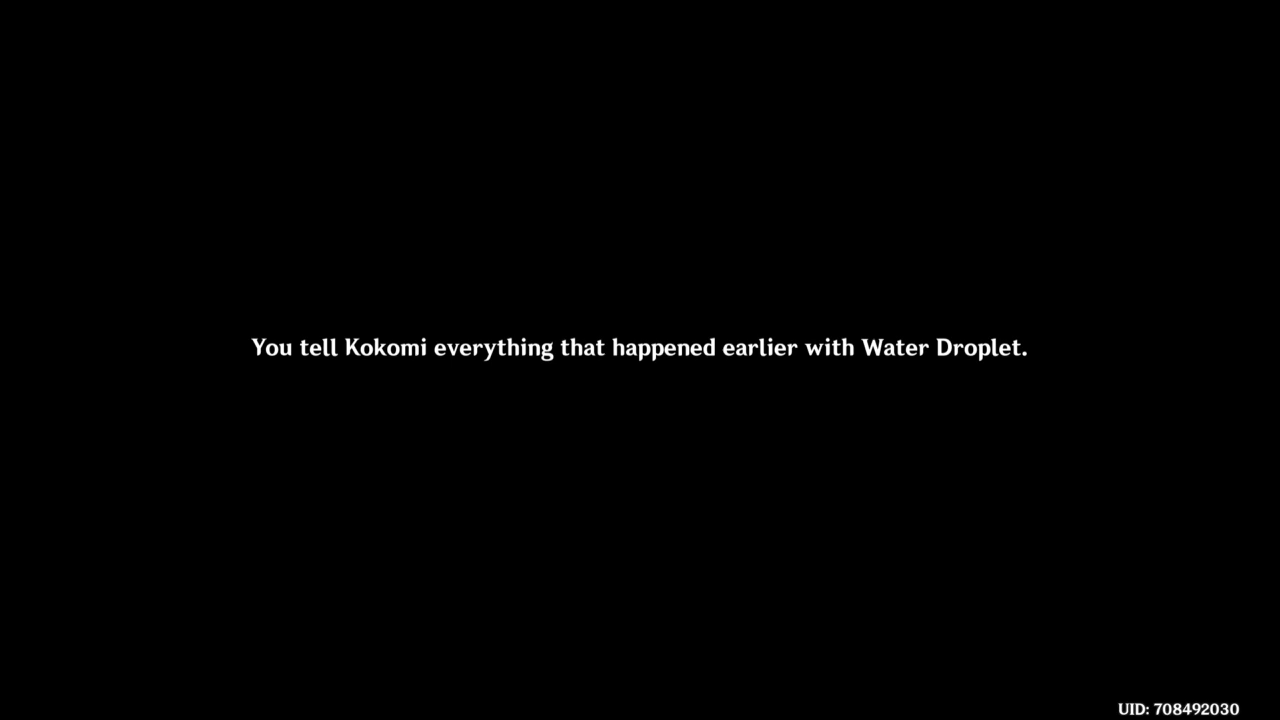 You tell Kokomi everything that happened earlier with Water Droplet.
UID: 708492030